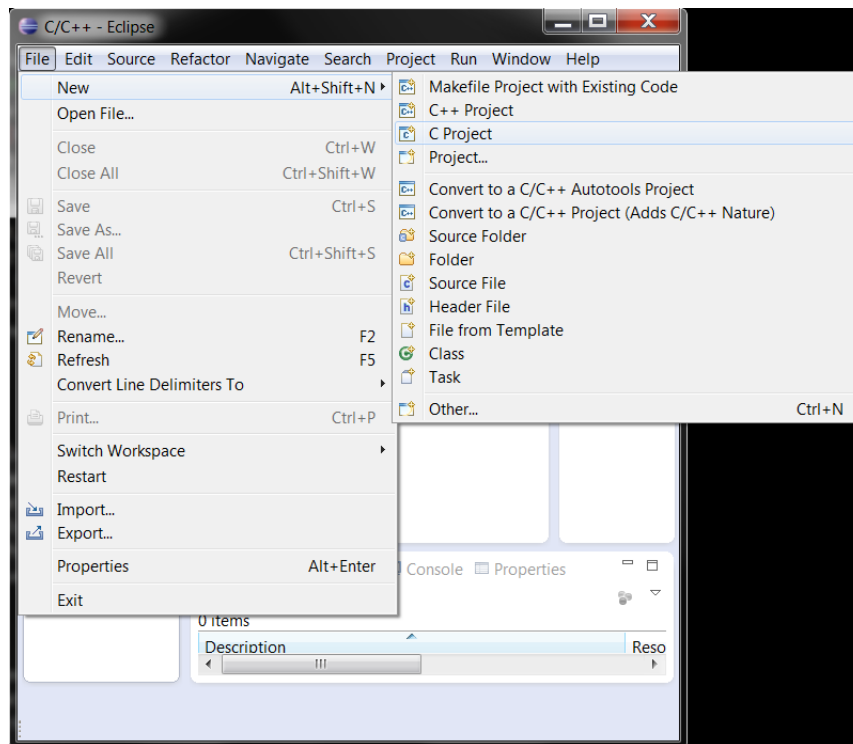 C/C++ - Eclipse
File Edit Source Refactor Navigate Search Project Run Window Help
New Alt+Shift+N
Open File...
Close Ctrl+W
Close All Ctrl+Shift+W
Save Ctrl+S
Save As...
Save All Ctrl+Shift+S
Revert
Move...
Rename... F2
Refresh F5
Convert Line Delimiters To
Print... Ctrl+P
Switch Workspace
Restart
Import...
Export...
Properties Alt+Enter
Exit
Makefile Project with Existing Code
C++ Project
C Project
Project...
Convert to a C/C++ Autotools Project
Convert to a C/C++ Project (Adds C/C++ Nature)
Source Folder
Folder
Source File
Header File
File from Template
Class
Task
Other... Ctrl+N
Console Properties
0 items
Description Reso